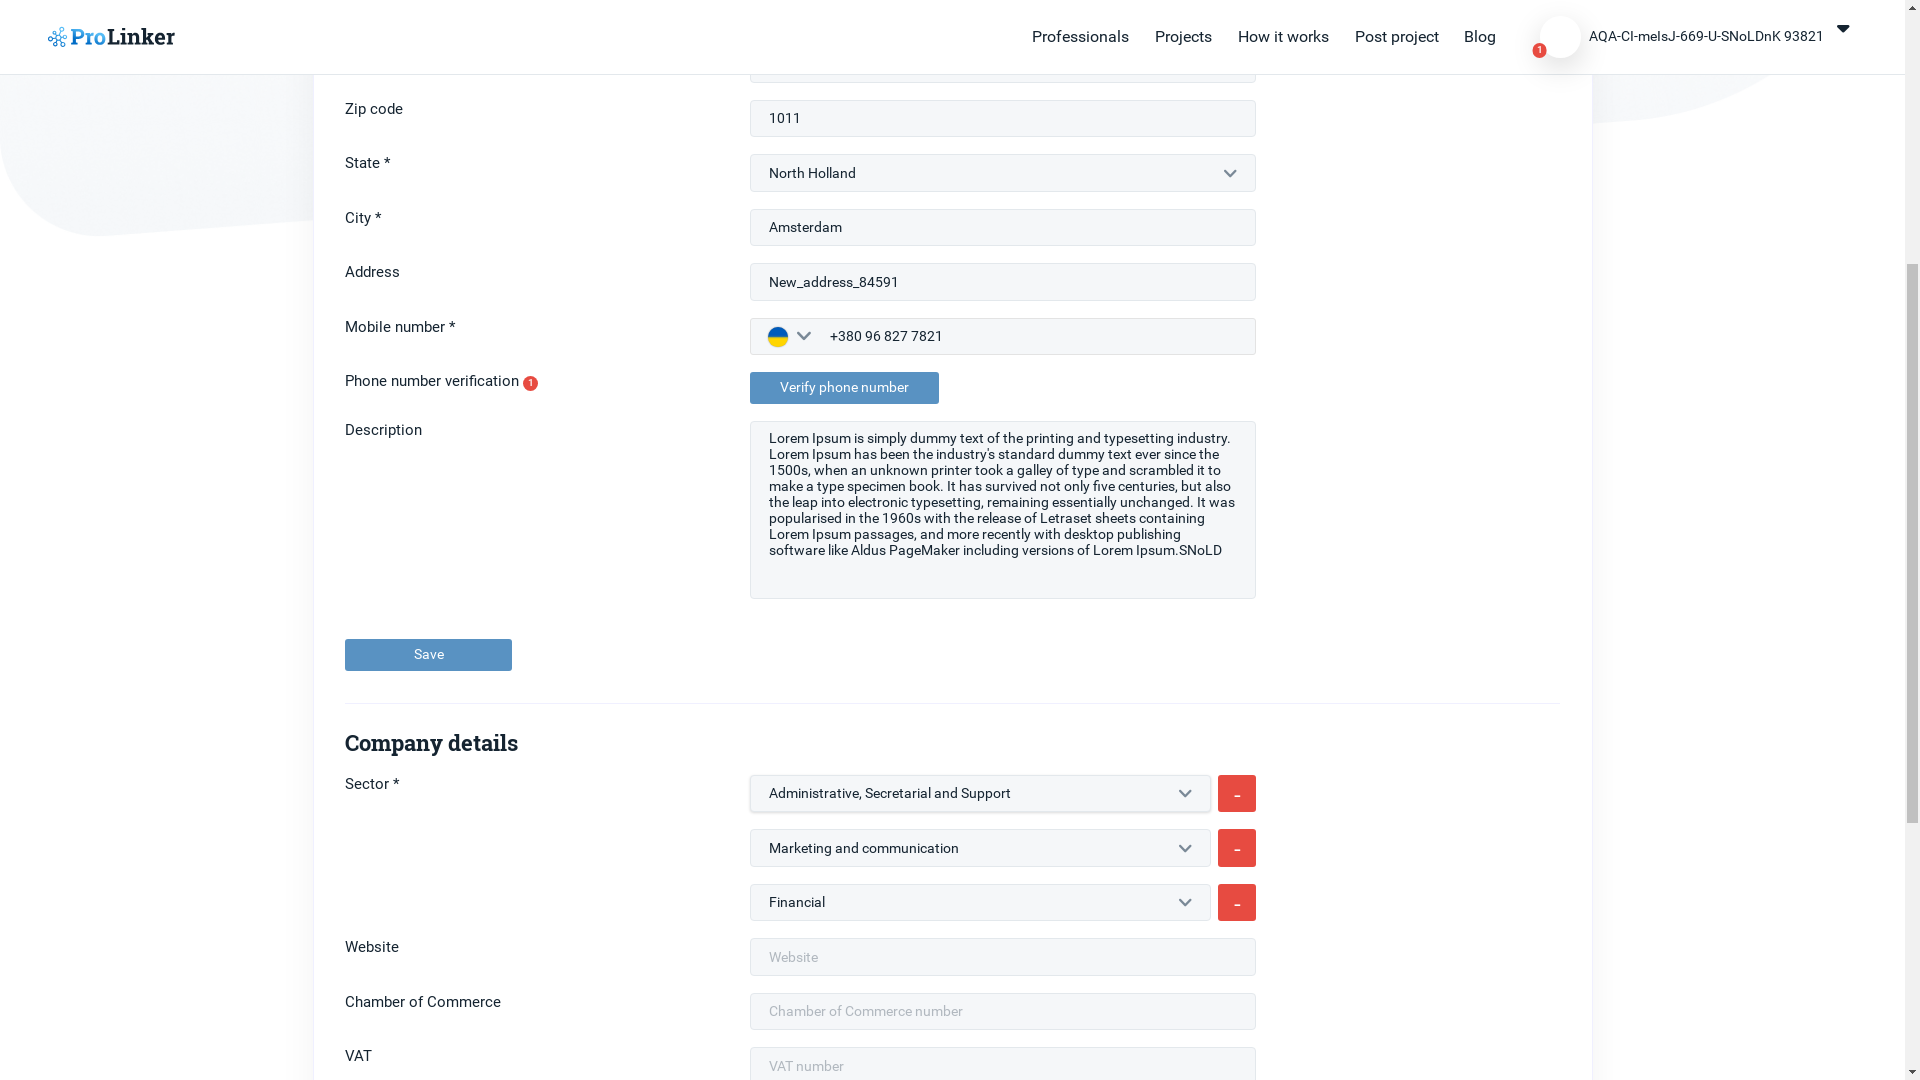 ProLinker
Professionals
Projects
How it works
Post project
Blog
1
AQA-CI-meIsJ-669-U-SNoLDnK 93821
Zip code
1011
State *
North Holland
City *
Amsterdam
Address
New_address_84591
Mobile number *
+380 96 827 7821
Phone number verification 1
Verify phone number
Description
Lorem Ipsum is simply dummy text of the printing and typesetting industry.
Lorem Ipsum has been the industry's standard dummy text ever since the
1500s, when an unknown printer took a galley of type and scrambled it to
make a type specimen book. It has survived not only five centuries, but also
the leap into electronic typesetting, remaining essentially unchanged. It was
popularised in the 1960s with the release of Letraset sheets containing
Lorem Ipsum passages, and more recently with desktop publishing
software like Aldus PageMaker including versions of Lorem Ipsum.SNoLD
Save
Company details
Sector *
Administrative, Secretarial and Support
-
Marketing and communication
-
Financial
-
Website
Website
Chamber of Commerce
Chamber of Commerce number
VAT
VAT number